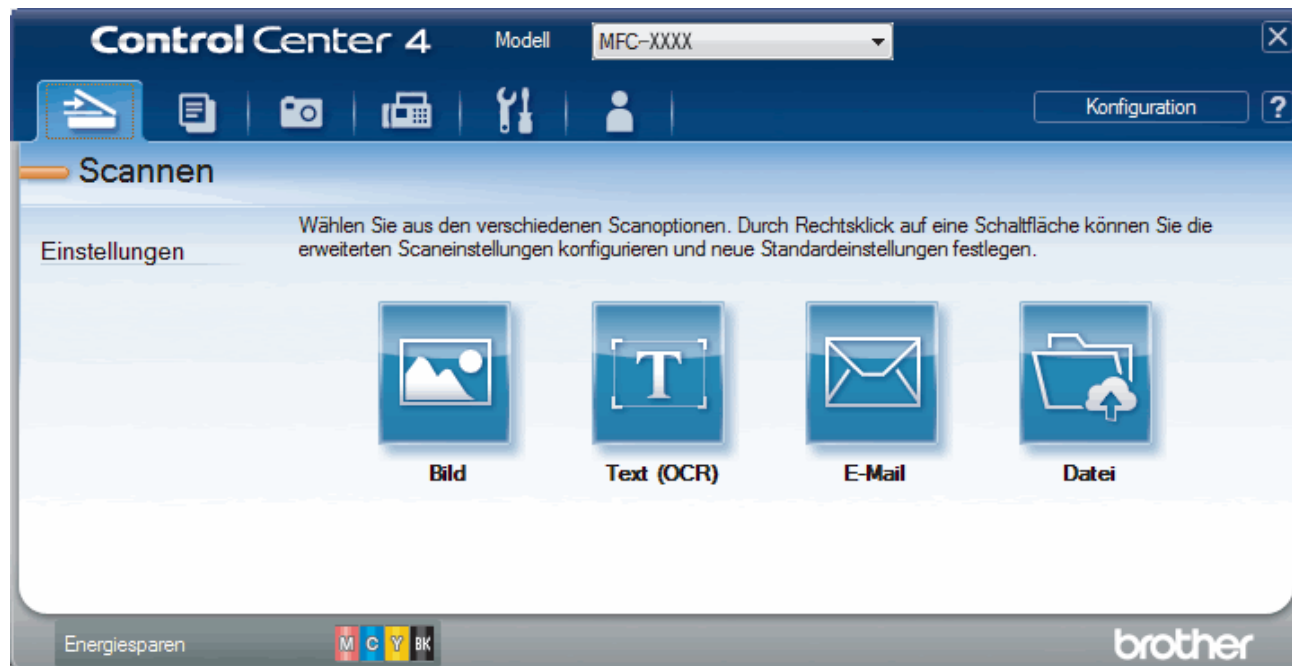 Control Center 4
Modell
MFC-XXXX
Konfiguration
?
Scannen
Einstellungen
Wählen Sie aus den verschiedenen Scanoptionen. Durch Rechtsklick auf eine Schaltfläche können Sie die
erweiterten Scaneinstellungen konfigurieren und neue Standardeinstellungen festlegen.
T
Bild
Text (OCR)
E-Mail
Datei
Energiesparen
M C Y BK
brother